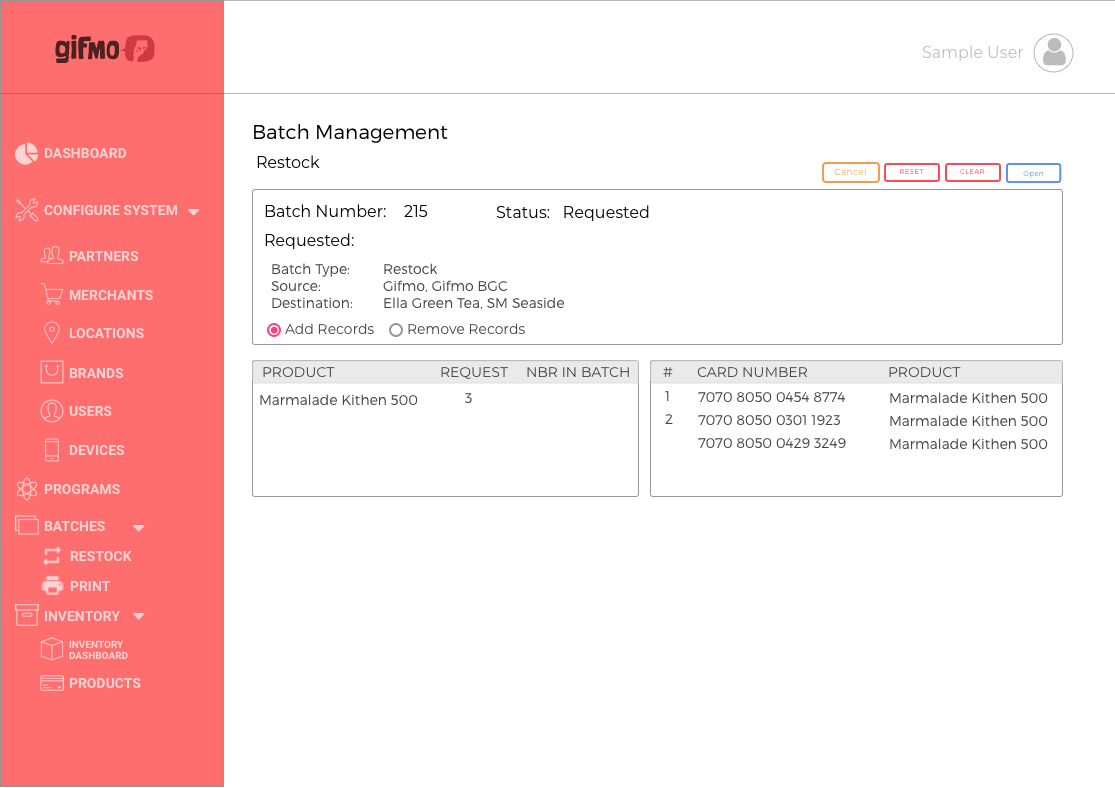 gifmo
Sample User
DASHBOARD
CONFIGURE SYSTEM
PARTNERS
MERCHANTS
LOCATIONS
BRANDS
USERS
DEVICES
PROGRAMS
BATCHES
RESTOCK
PRINT
INVENTORY
INVENTORY
DASHBOARD
PRODUCTS
Batch Management
Restock
Cancel RESET CLEAR Open
Batch Number: 215 Status: Requested
Requested:
Batch Type: Restock
Source: Gifmo, Gifmo BGC
Destination: Ella Green Tea, SM Seaside
Add Records Remove Records
PRODUCT REQUEST NBR IN BATCH
Marmalade Kithen 500 3
# CARD NUMBER PRODUCT
1 7070 8050 0454 8774 Marmalade Kithen 500
2 7070 8050 0301 1923 Marmalade Kithen 500
7070 8050 0429 3249 Marmalade Kithen 500